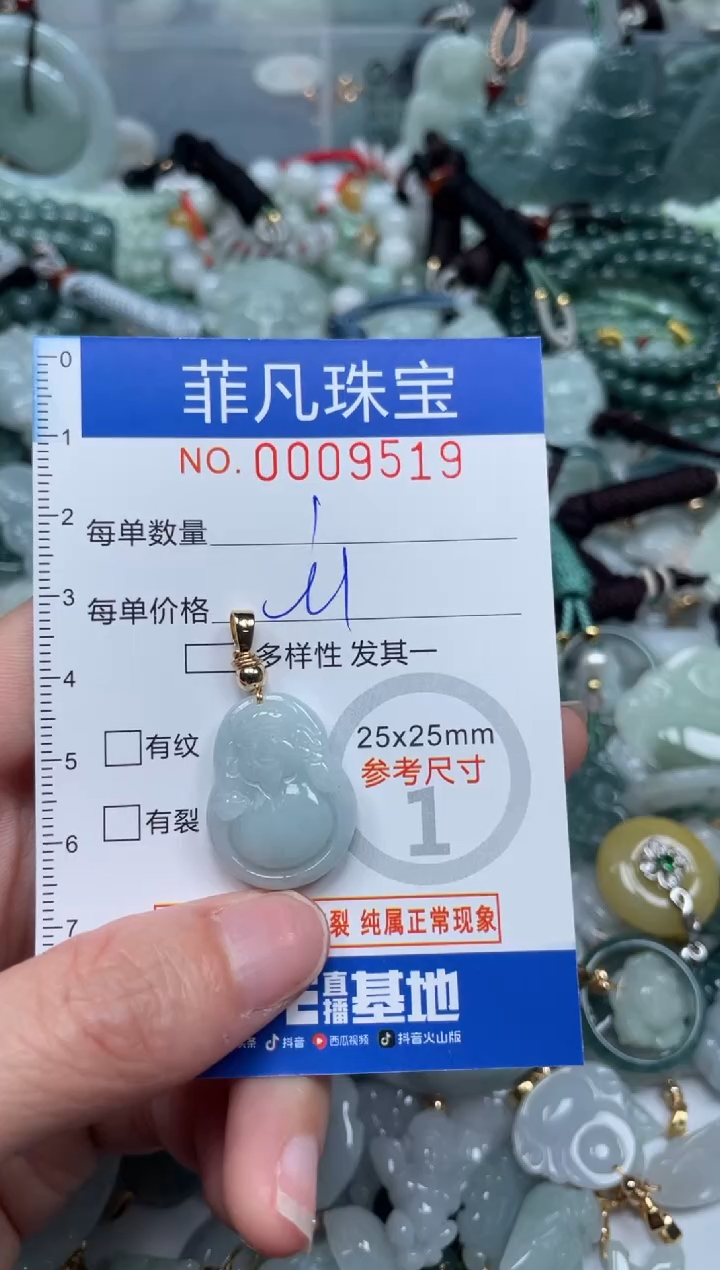 0
菲凡珠宝
1
NO. 0009519
2
每单数量 1
3
每单价格
多样性 发其一
4
25x25mm
5
有纹
参考尺寸
1
有裂
6
裂 纯属正常现象
7
直播基地
抖音 西瓜视频 抖音火山版